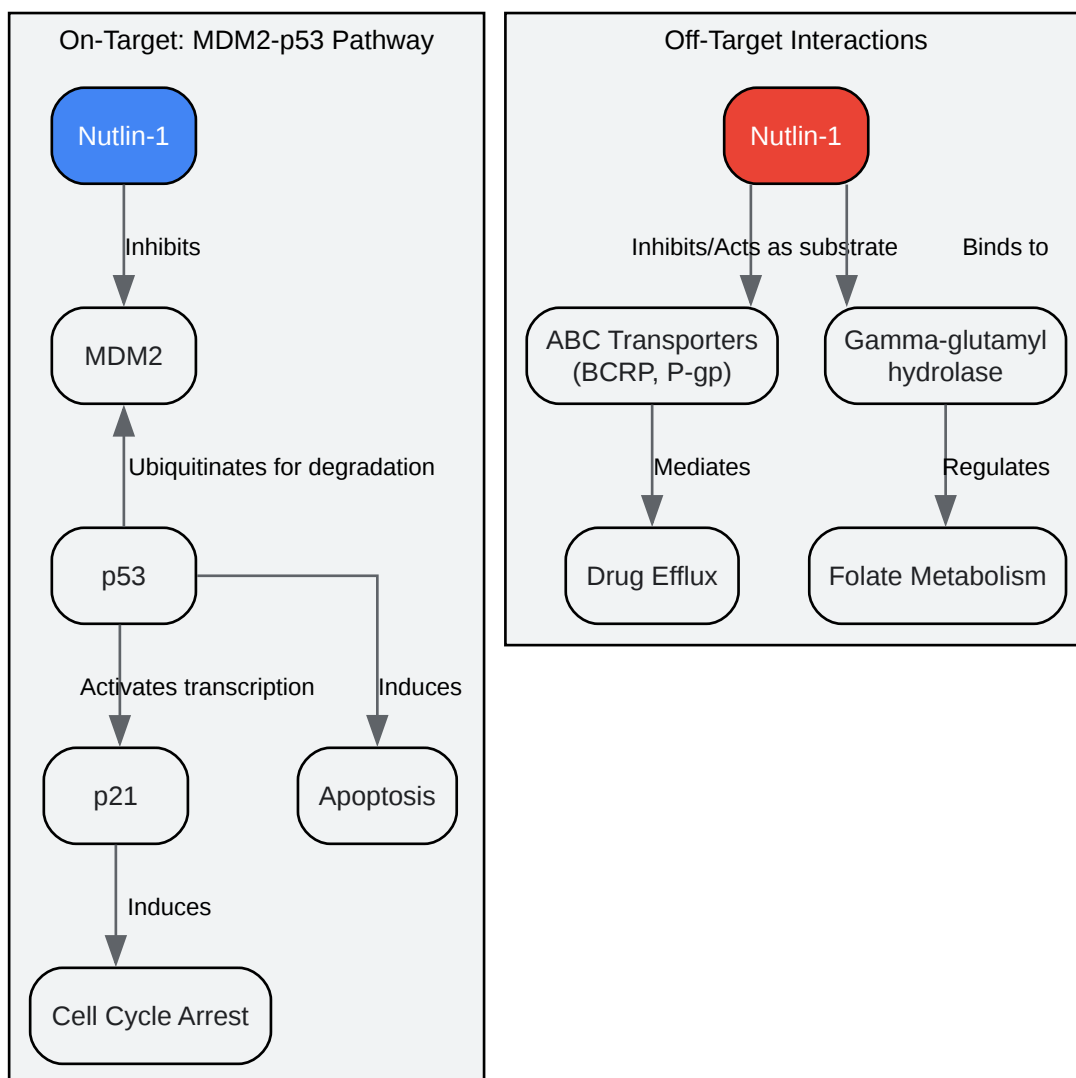 On-Target: MDM2-p53 Pathway
Nutlin-1
Inhibits
MDM2
Ubiquitinates for degradation
p53
Activates transcription
Induces
p21
Apoptosis
Induces
Cell Cycle Arrest
Off-Target Interactions
Nutlin-1
Inhibits/Acts as substrate
Binds to
ABC Transporters
(BCRP, P-gp)
Gamma-glutamyl
hydrolase
Mediates
Regulates
Drug Efflux
Folate Metabolism